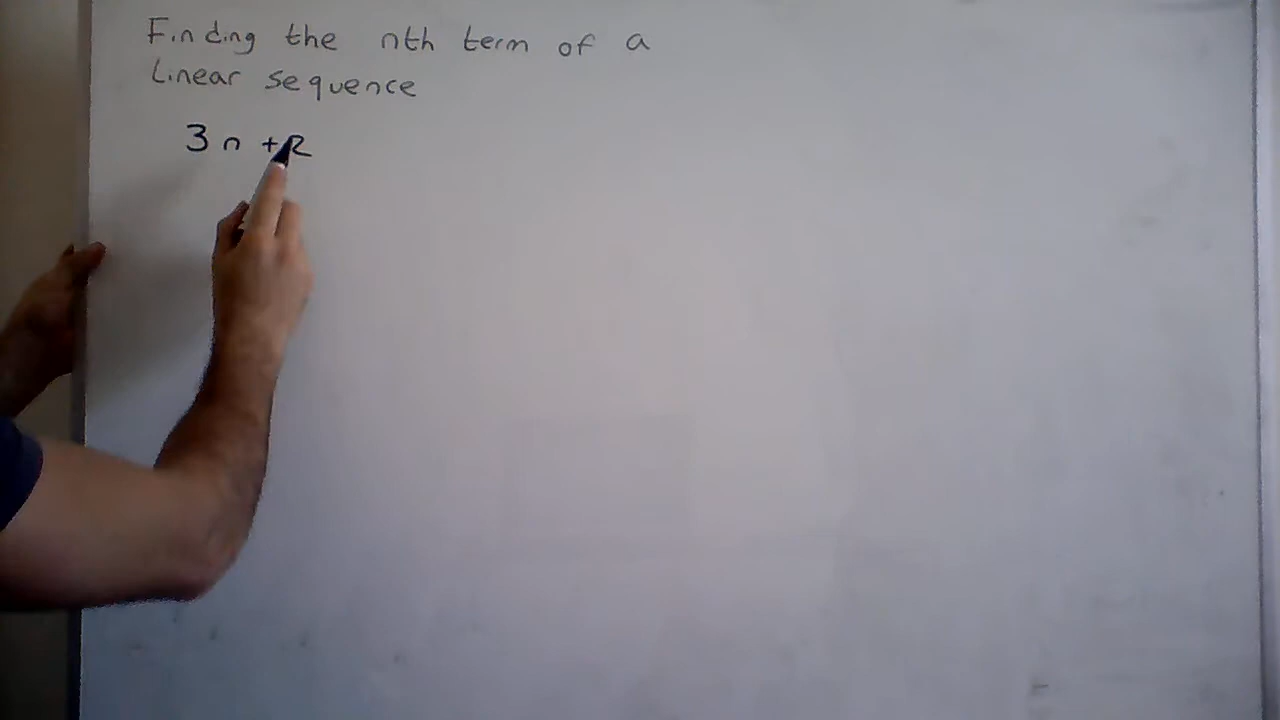 Finding the nth term of a
Linear sequence
3n +2